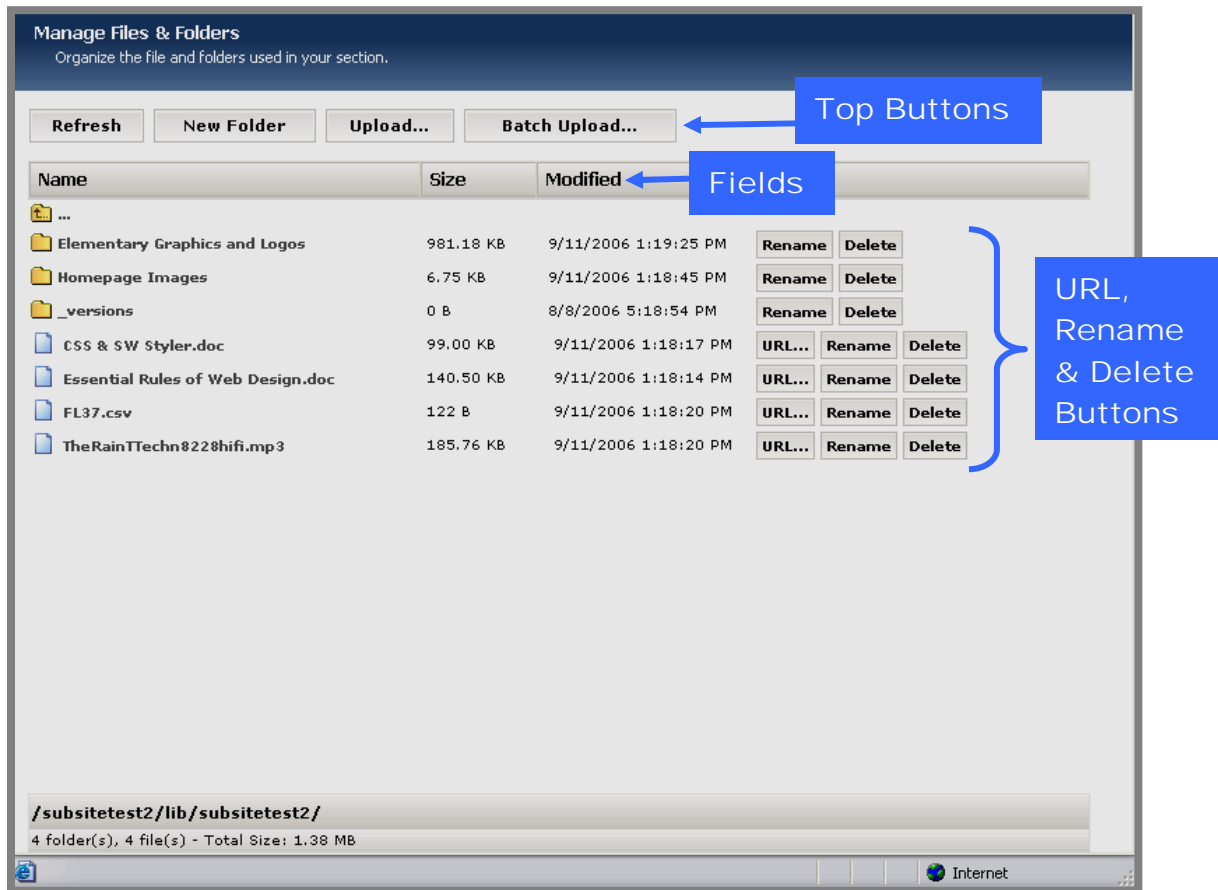 Manage Files & Folders
Organize the file and folders used in your section.
Top Buttons
Refresh New Folder Upload... Batch Upload...
Name Size Modified Fields
...
Elementary Graphics and Logos 981.18 KB 9/11/2006 1:19:25 PM Rename Delete
Homepage Images 6.75 KB 9/11/2006 1:18:45 PM Rename Delete
_versions 0 B 8/8/2006 5:18:54 PM Rename Delete
CSS & SW Styler.doc 99.00 KB 9/11/2006 1:18:17 PM URL... Rename Delete
Essential Rules of Web Design.doc 140.50 KB 9/11/2006 1:18:14 PM URL... Rename Delete
FL37.csv 122 B 9/11/2006 1:18:20 PM URL... Rename Delete
TheRainTTechn8228hifi.mp3 185.76 KB 9/11/2006 1:18:20 PM URL... Rename Delete
URL,
Rename
& Delete
Buttons
/subsitetest2/lib/subsitetest2/
4 folder(s), 4 file(s) - Total Size: 1.38 MB
Internet